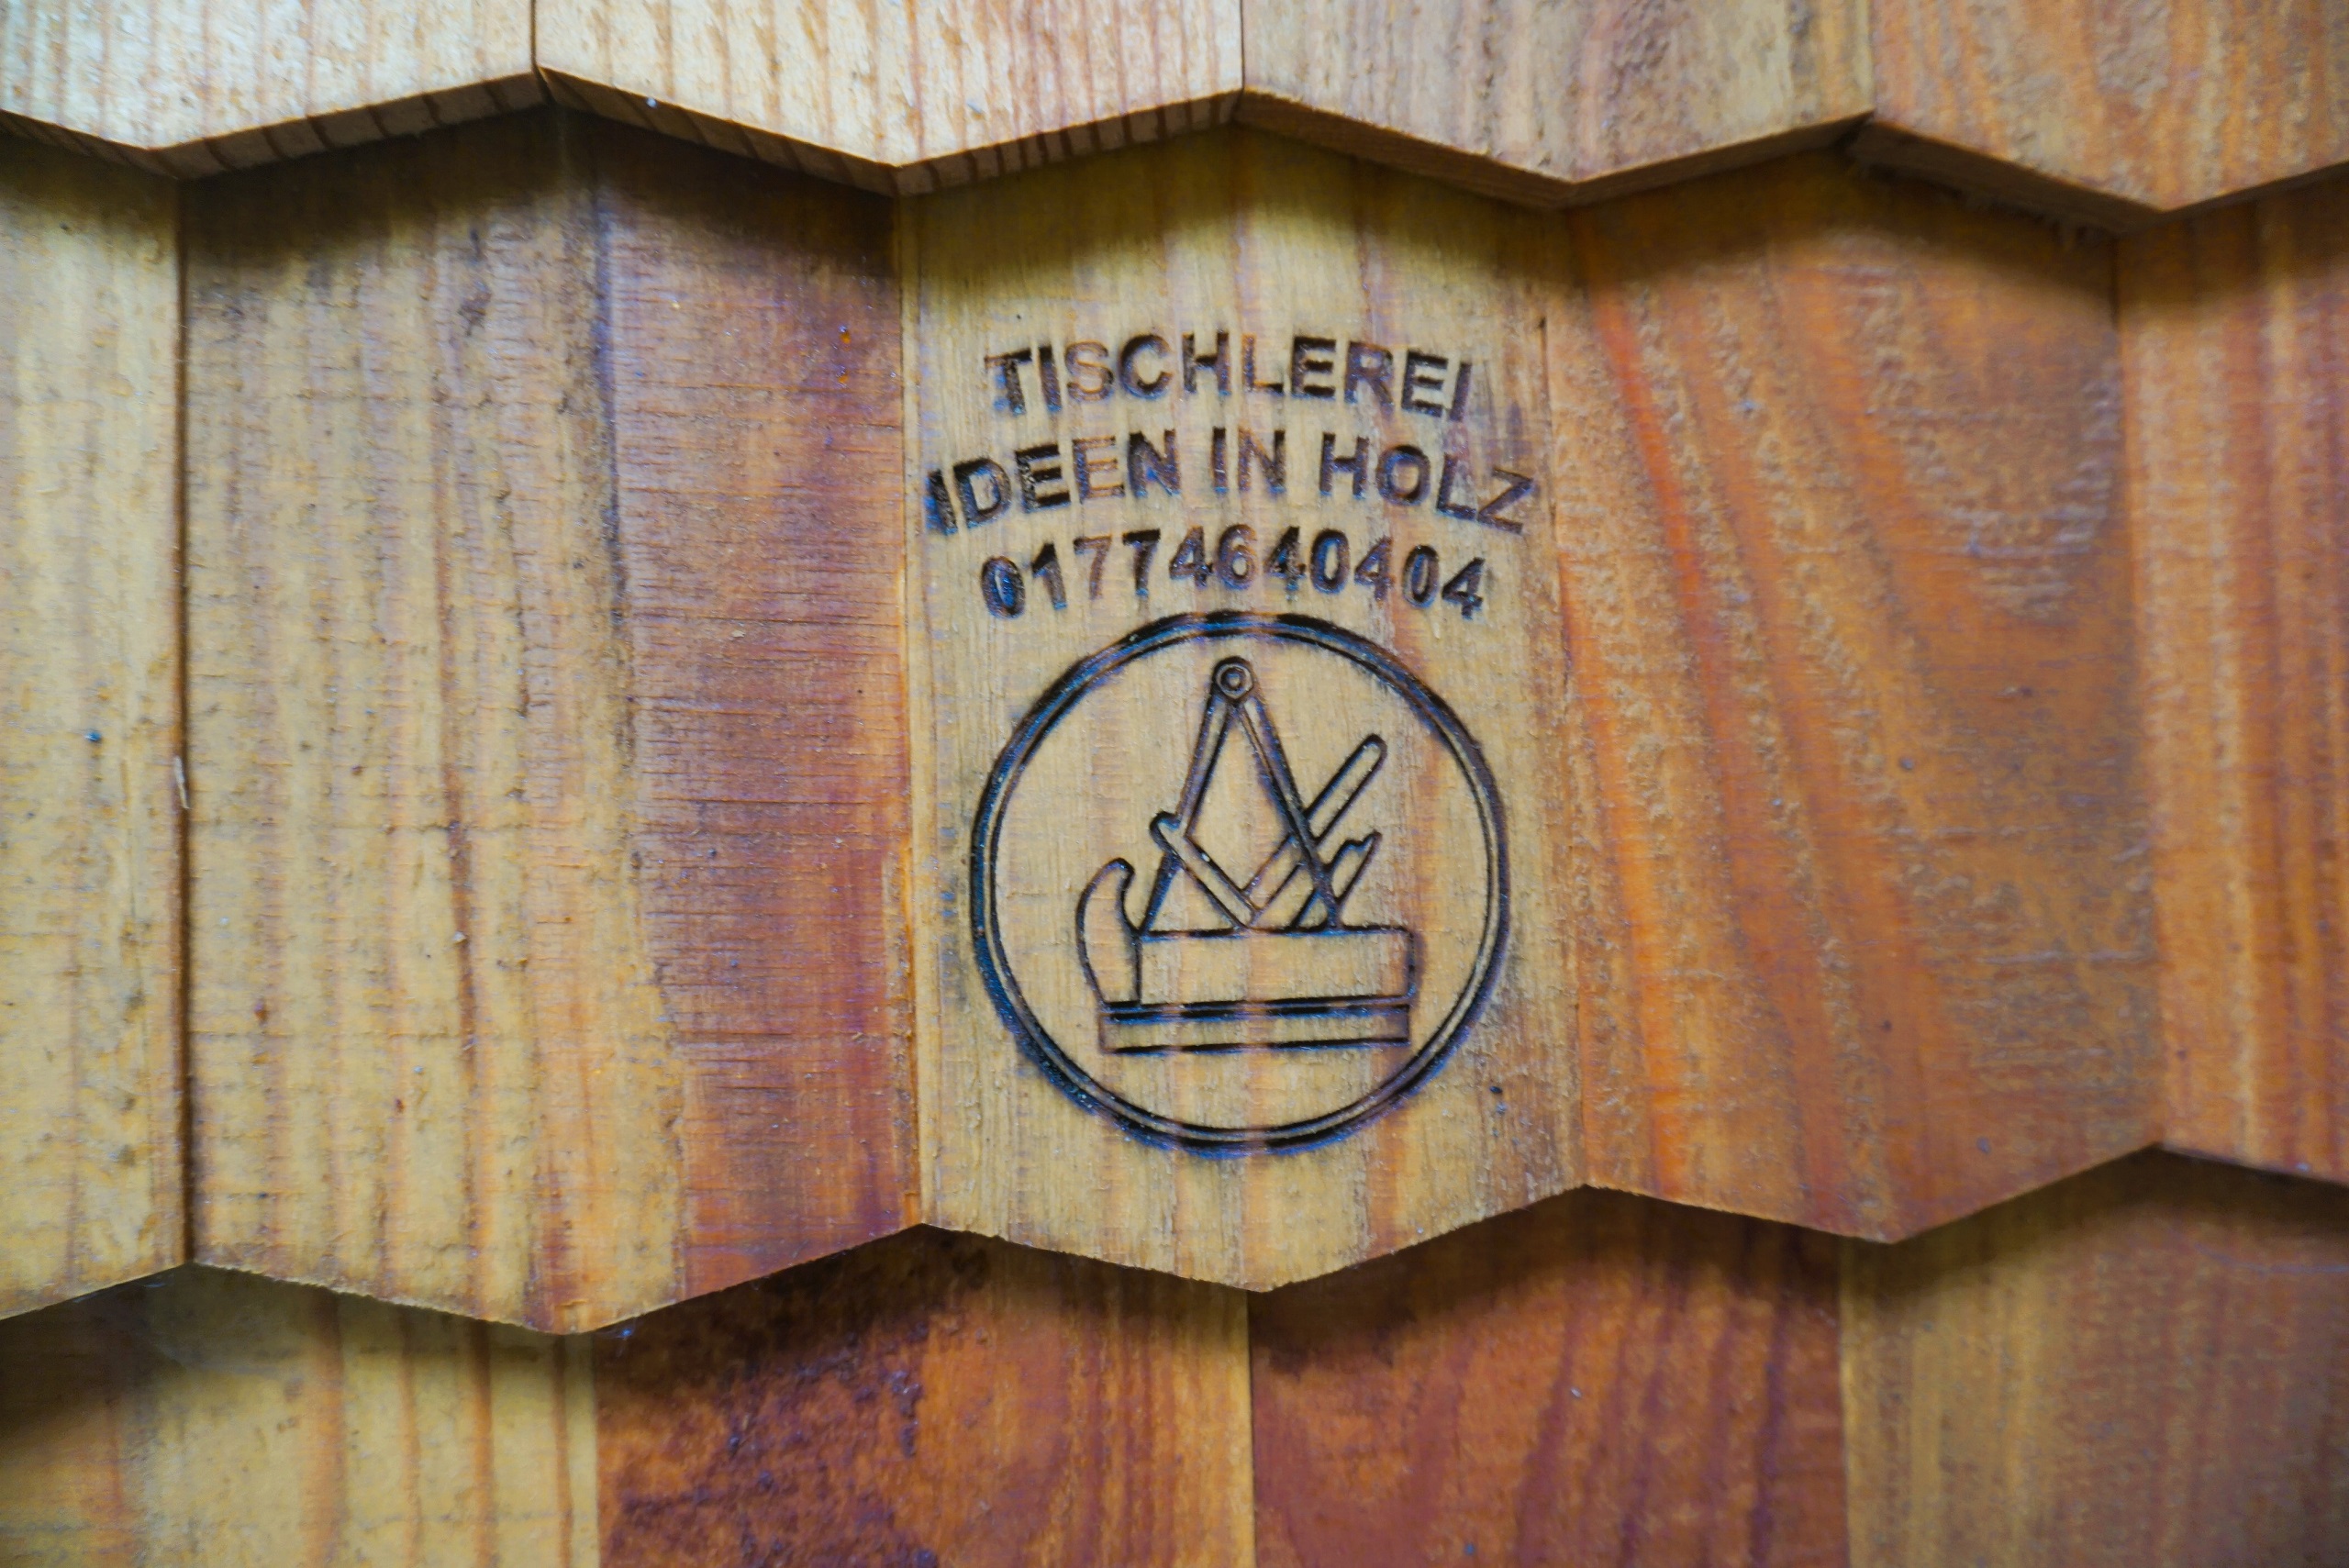 TISCHLEREI
IDEEN IN HOLZ
01774640404